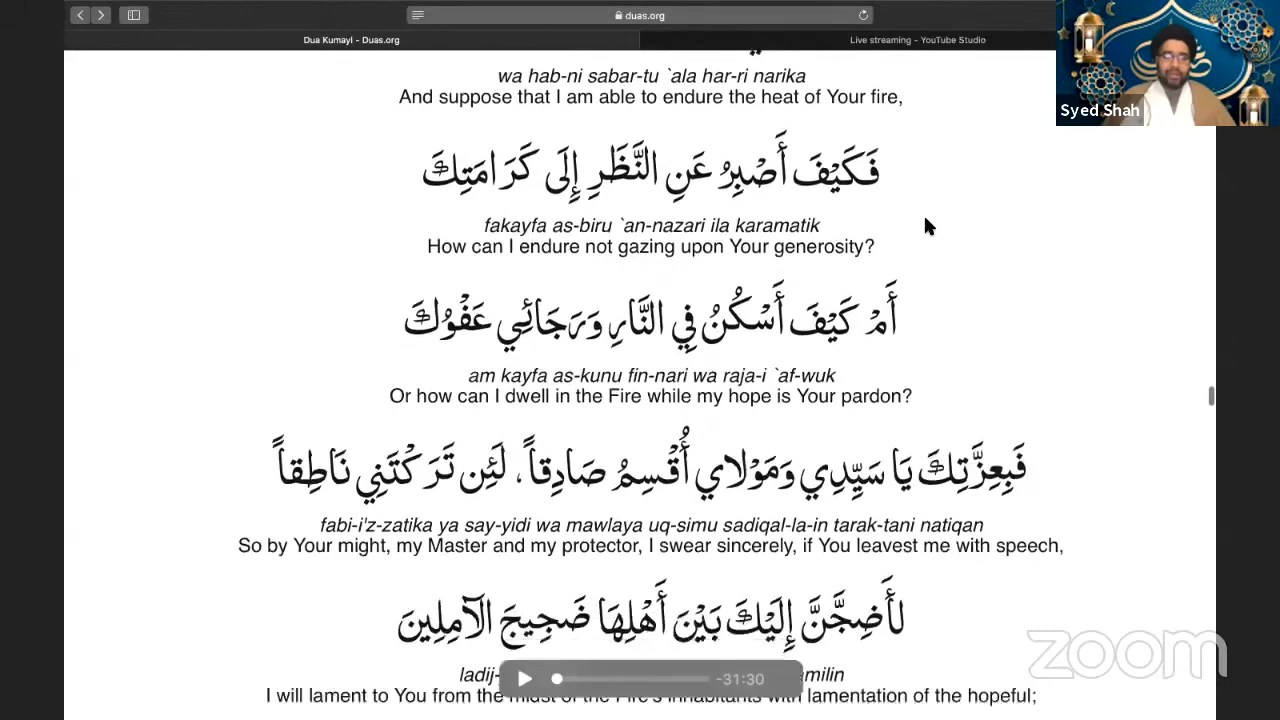 duas.org
Dua Kumayl - Duas.org
Live streaming - YouTube Studio
Syed Shah
wa hab-ni sabar-tu `ala har-ri narika
And suppose that I am able to endure the heat of Your fire,
فَكَيْفَ أَصْبِرُ عَنِ النَّظَرِ إِلَى كَرَامَتِكَ
fakayfa as-biru `an-nazari ila karamatik
How can I endure not gazing upon Your generosity?
أَمْ كَيْفَ أَسْكُنُ فِي النَّارِ وَرَجَائِي عَفْوُكَ
am kayfa as-kunu fin-nari wa raja-i `af-wuk
Or how can I dwell in the Fire while my hope is Your pardon?
فَبِعِزَّتِكَ يَا سَيِّدِي وَمَوْلاي أُقْسِمُ صَادِقاً، لَئِن تَرَكْتَنِي نَاطِقاً
fabi-i'z-zatika ya say-yidi wa mawlaya uq-simu sadiqal-la-in tarak-tani natiqan
So by Your might, my Master and my protector, I swear sincerely, if You leavest me with speech,
لأَضِجَّنَّ إِلَيْكَ بَيْنَ أَهْلِهَا ضَجِيجَ الآمِلِينَ
ladij- milin
-31:30
I will lament to You from the midst of the Fire's inhabitants with lamentation of the hopeful;
zoom